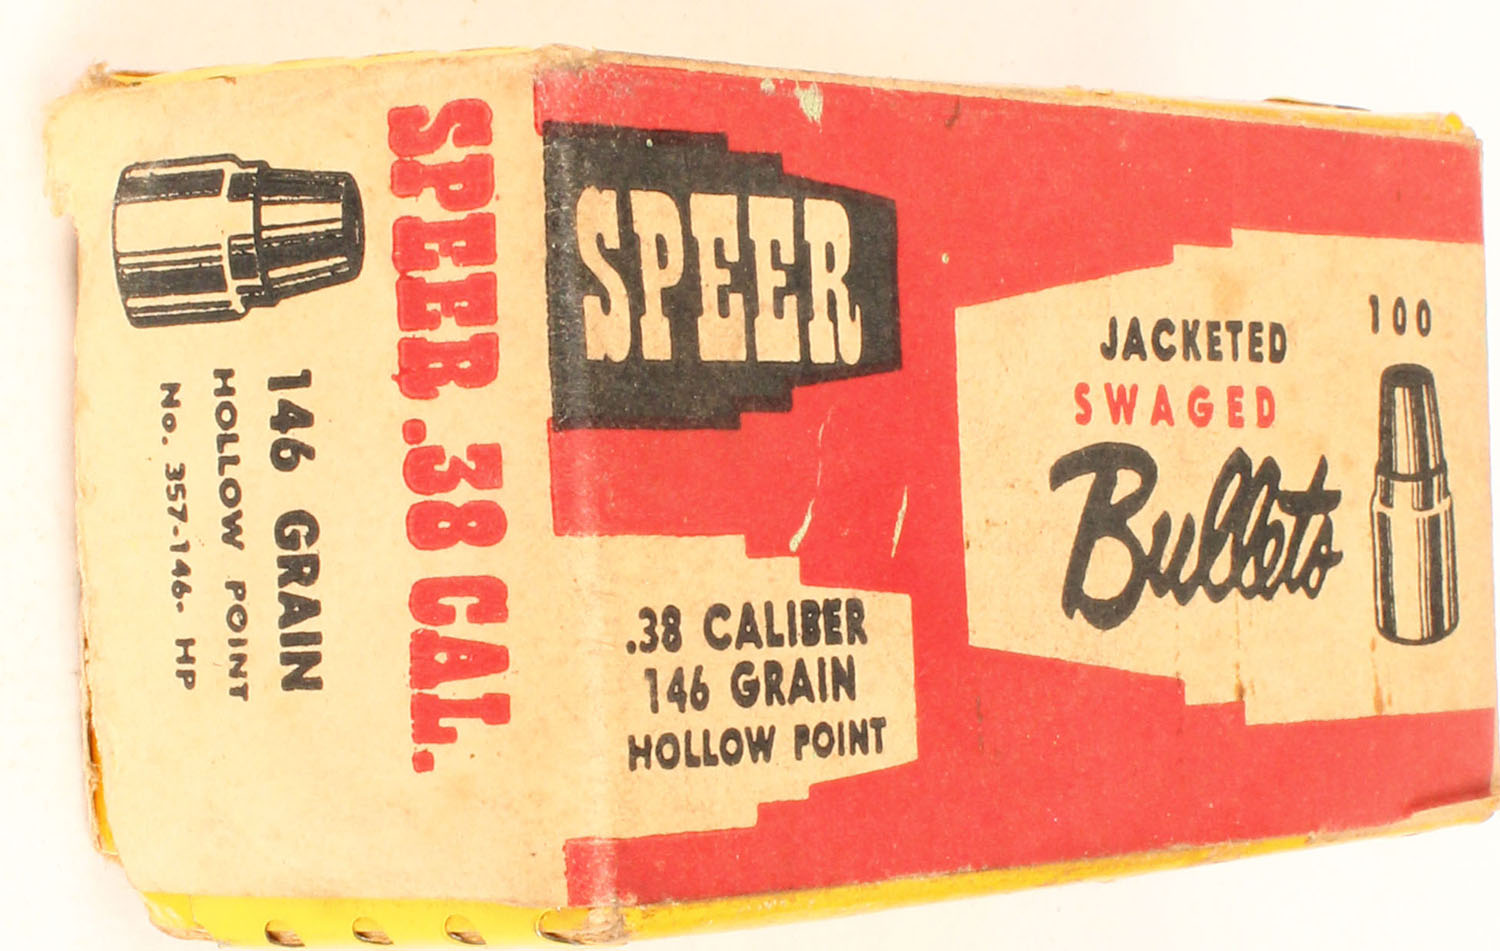 SPEER .38 CAL.
146 GRAIN
HOLLOW POINT
No. 357-146- HP
SPEER
.38 CALIBER
146 GRAIN
HOLLOW POINT
100
JACKETED
SWAGED
Bullets